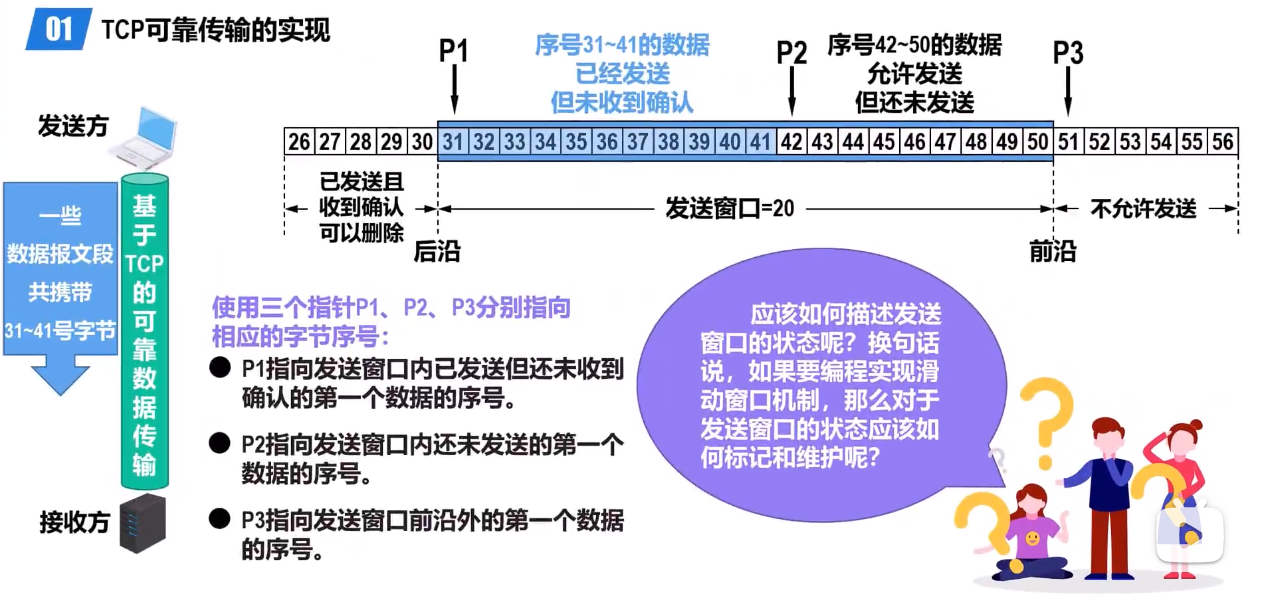 01 TCP可靠传输的实现
P1
序号31~41的数据
已经发送
但未收到确认
P2
序号42~50的数据
允许发送
但还未发送
P3
26 27 28 29 30 31 32 33 34 35 36 37 38 39 40 41 42 43 44 45 46 47 48 49 50 51 52 53 54 55 56
已发送且
收到确认
可以删除
发送窗口=20
不允许发送
后沿
前沿
发送方
一些
数据报文段
共携带
31~41号字节
基于TCP的可靠数据传输
接收方
使用三个指针P1、P2、P3分别指向
相应的字节序号：
● P1指向发送窗口内已发送但还未收到
确认的第一个数据的序号。
● P2指向发送窗口内还未发送的第一个
数据的序号。
● P3指向发送窗口前沿外的第一个数据
的序号。
应该如何描述发送
窗口的状态呢？换句话
说，如果要编程实现滑
动窗口机制，那么对于
发送窗口的状态应该如
何标记和维护呢？